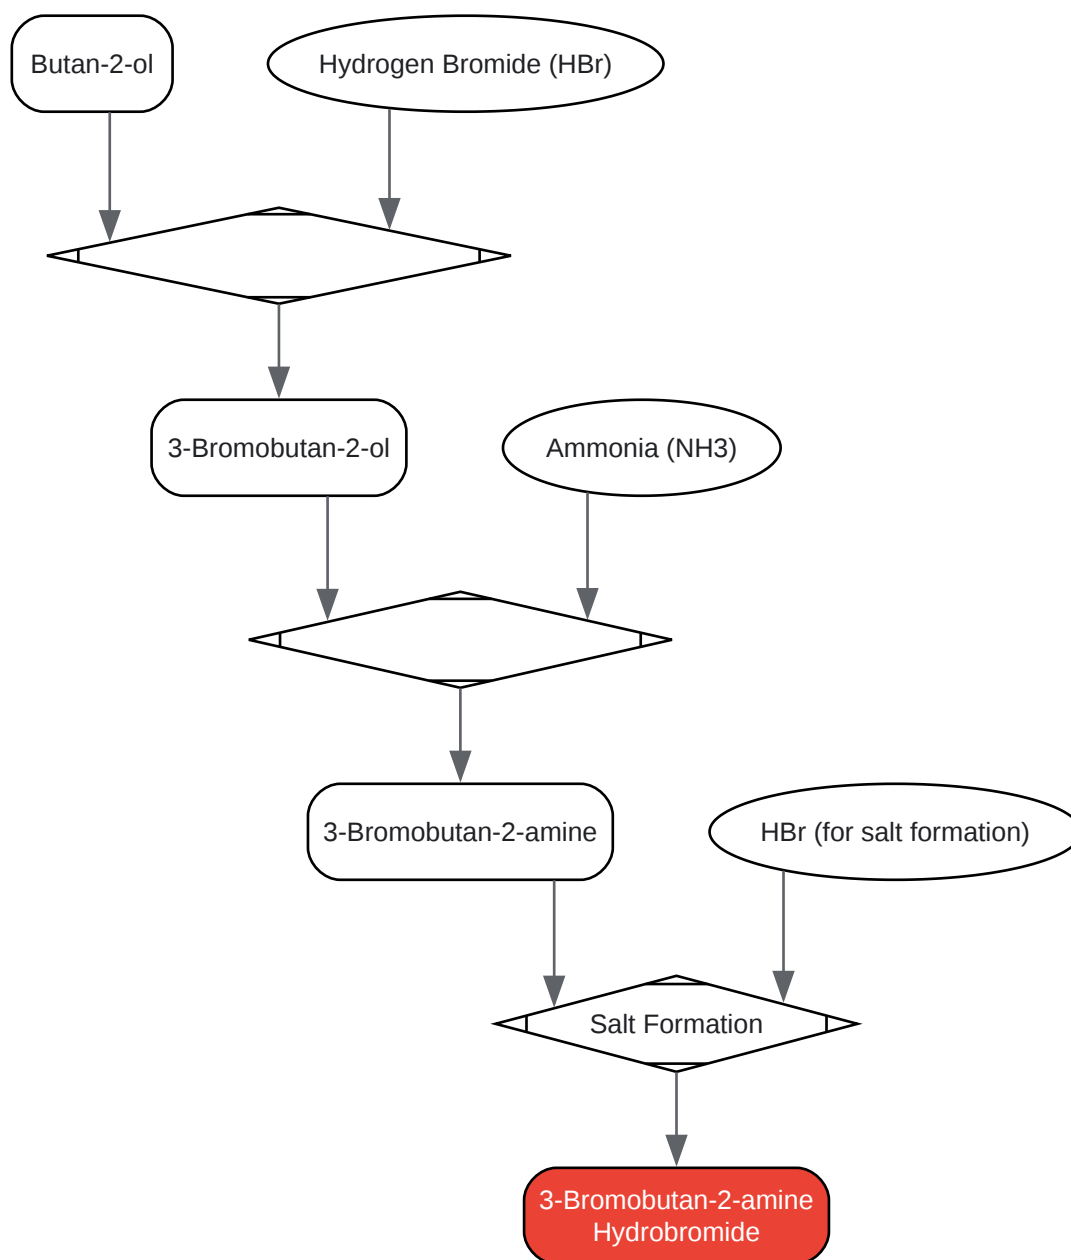 Butan-2-ol
Hydrogen Bromide (HBr)
3-Bromobutan-2-ol
Ammonia (NH3)
3-Bromobutan-2-amine
HBr (for salt formation)
Salt Formation
3-Bromobutan-2-amine
Hydrobromide